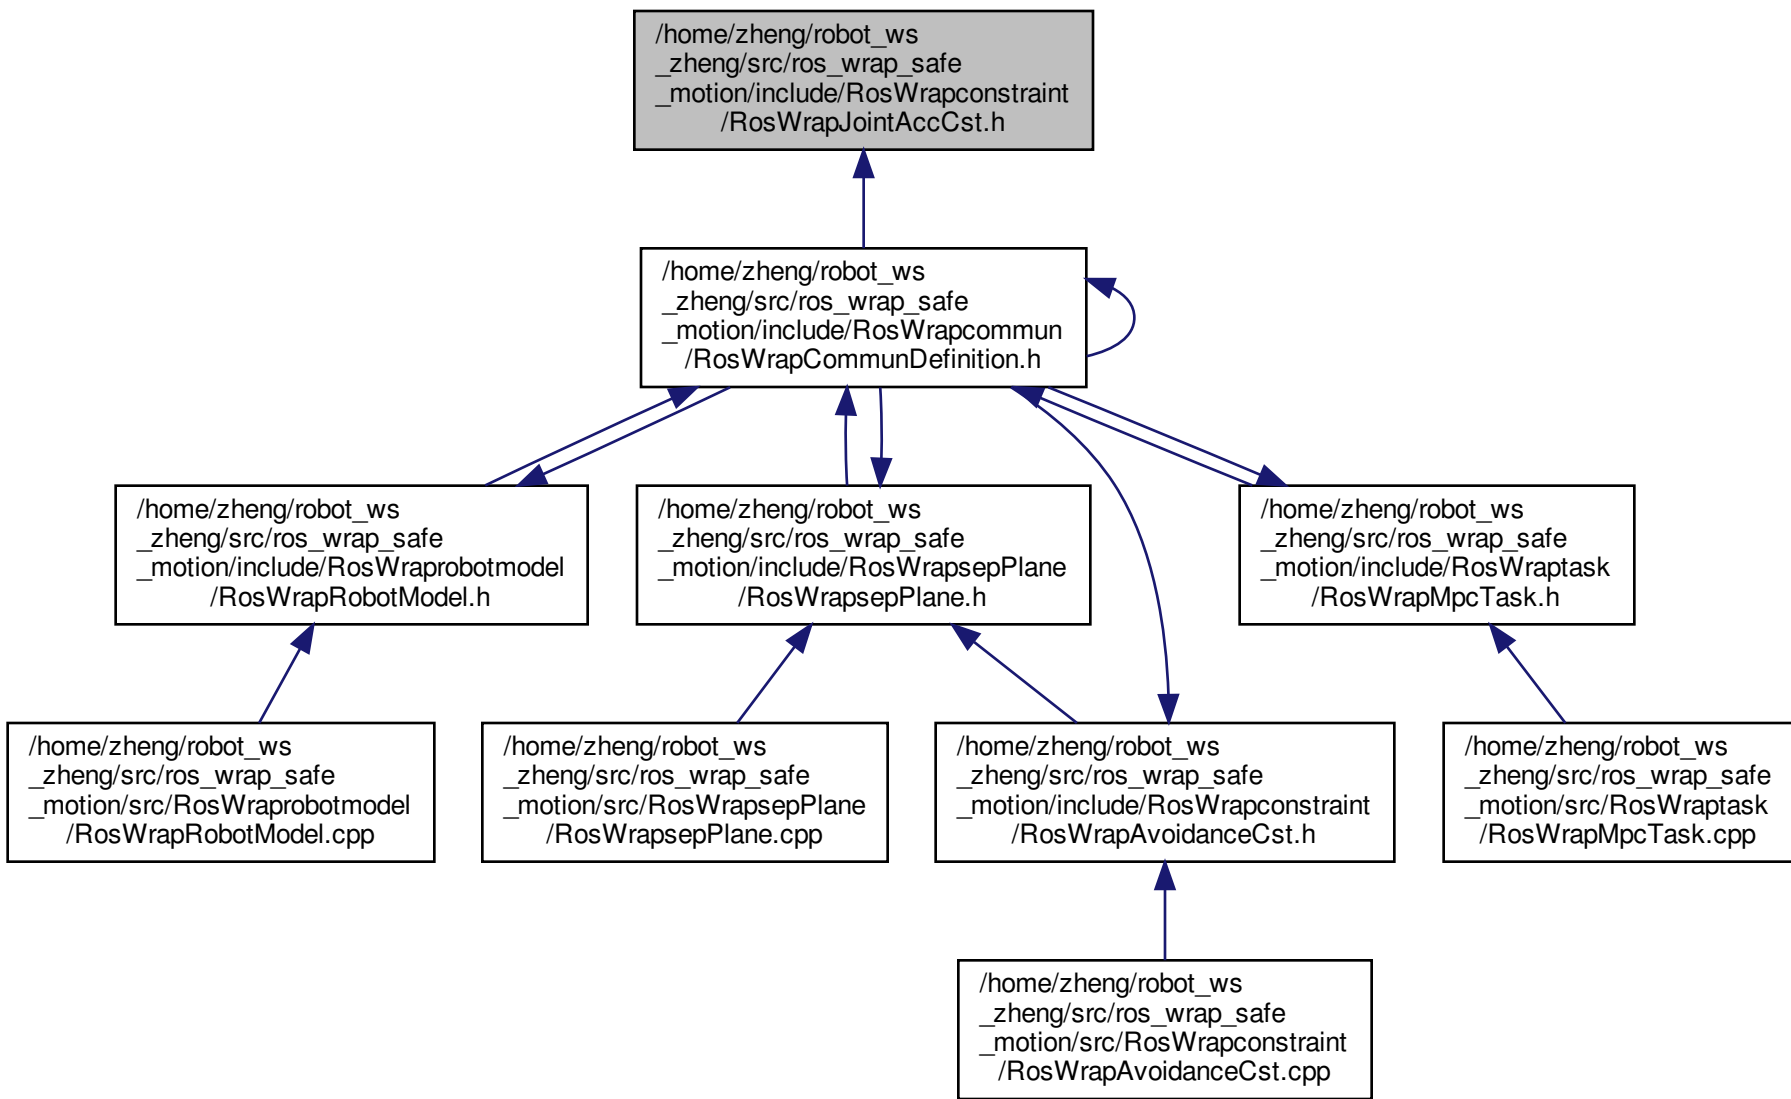 /home/zheng/robot_ws
_zheng/src/ros_wrap_safe
_motion/include/RosWrapconstraint
/RosWrapJointAccCst.h
/home/zheng/robot_ws
_zheng/src/ros_wrap_safe
_motion/include/RosWrapcommun
/RosWrapCommunDefinition.h
/home/zheng/robot_ws
_zheng/src/ros_wrap_safe
_motion/include/RosWraprobotmodel
/RosWrapRobotModel.h
/home/zheng/robot_ws
_zheng/src/ros_wrap_safe
_motion/include/RosWrapsepPlane
/RosWrapsepPlane.h
/home/zheng/robot_ws
_zheng/src/ros_wrap_safe
_motion/include/RosWraptask
/RosWrapMpcTask.h
/home/zheng/robot_ws
_zheng/src/ros_wrap_safe
_motion/src/RosWraprobotmodel
/RosWrapRobotModel.cpp
/home/zheng/robot_ws
_zheng/src/ros_wrap_safe
_motion/src/RosWrapsepPlane
/RosWrapsepPlane.cpp
/home/zheng/robot_ws
_zheng/src/ros_wrap_safe
_motion/include/RosWrapconstraint
/RosWrapAvoidanceCst.h
/home/zheng/robot_ws
_zheng/src/ros_wrap_safe
_motion/src/RosWraptask
/RosWrapMpcTask.cpp
/home/zheng/robot_ws
_zheng/src/ros_wrap_safe
_motion/src/RosWrapconstraint
/RosWrapAvoidanceCst.cpp